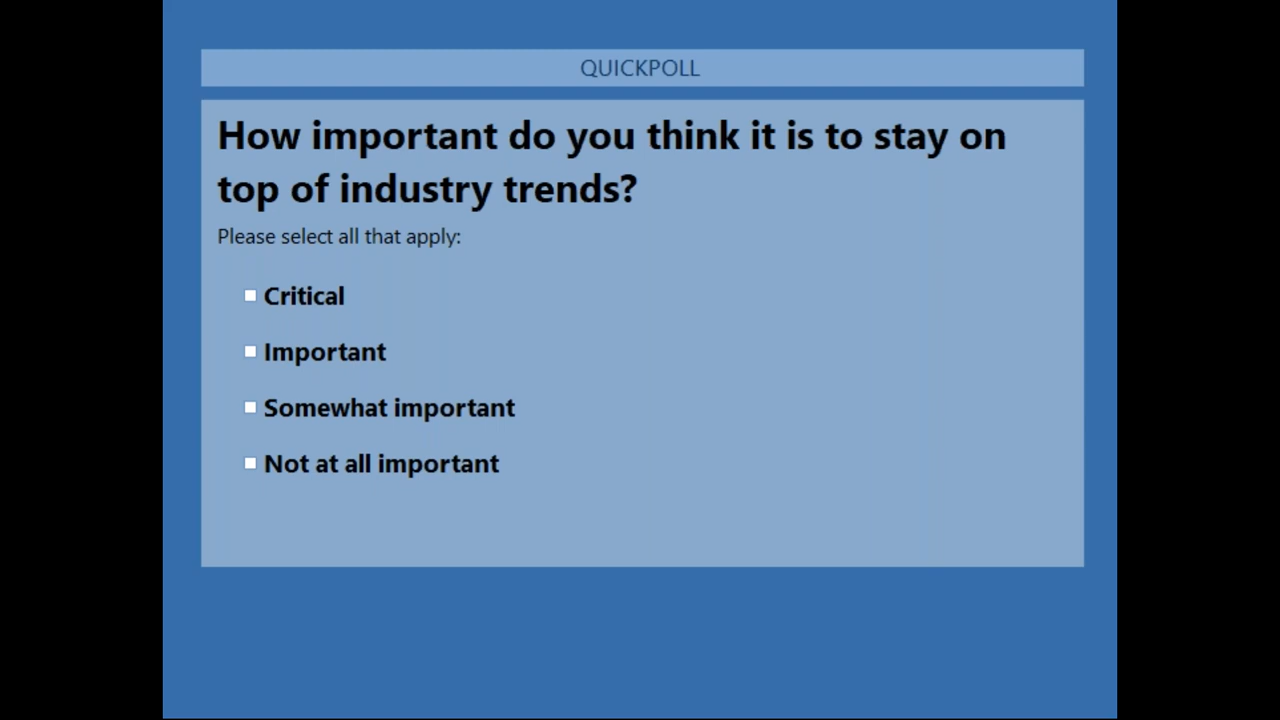 QUICKPOLL
How important do you think it is to stay on
top of industry trends?
Please select all that apply:
Critical
Important
Somewhat important
Not at all important